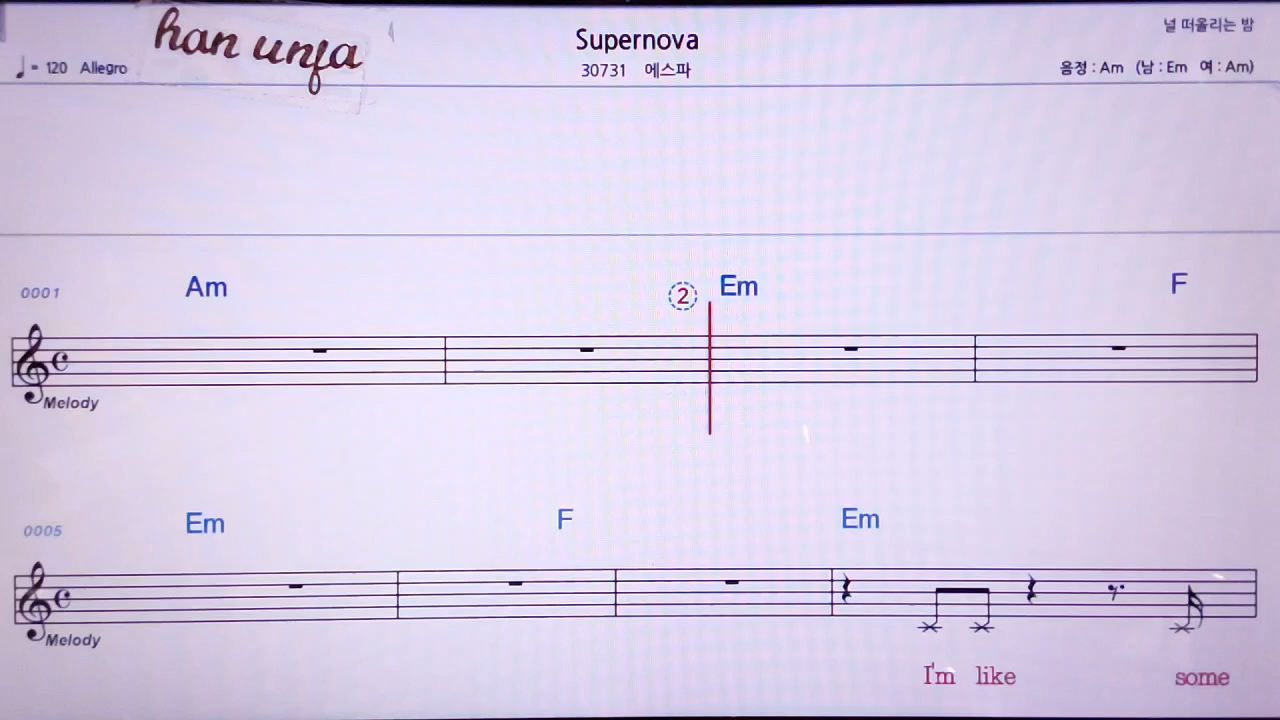 han unfa
Supernova
널 떠올리는 밤
= 120 Allegro
30731 에스파
음정 : Am (남 : Em 여 : Am)
0001 Am ② Em F
Melody
0005 Em F Em
Melody
I'm like some